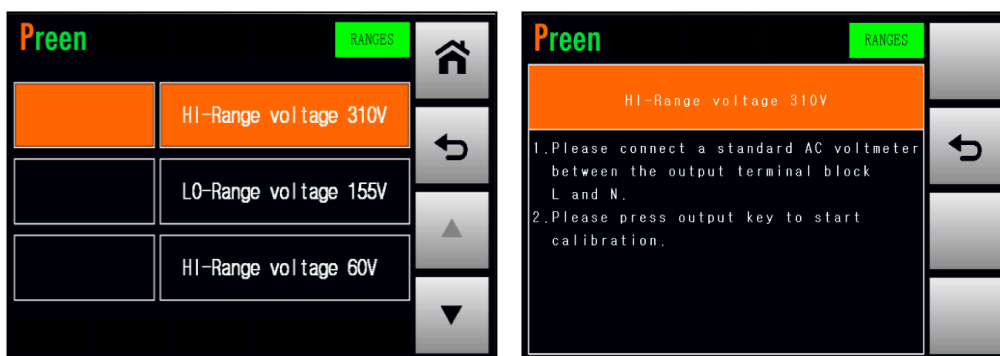 Preen
RANGES
HI-Range voltage 310V
LO-Range voltage 155V
HI-Range voltage 60V
Preen
RANGES
HI-Range voltage 310V
1.Please connect a standard AC voltmeter
between the output terminal block
L and N.
2.Please press output key to start
calibration.